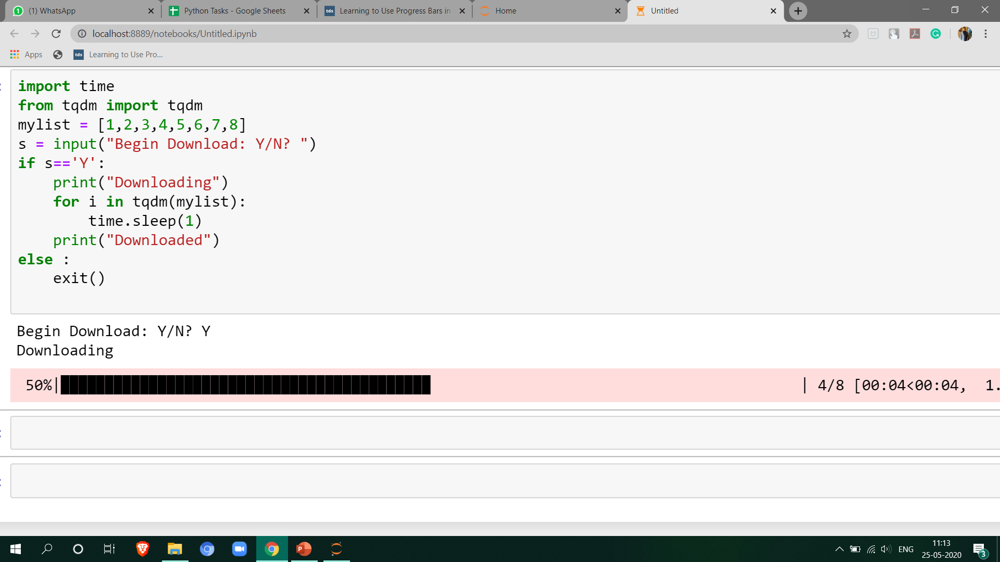 (1) WhatsApp
Python Tasks - Google Sheets
tds Learning to Use Progress Bars in
Home
Untitled
localhost:8889/notebooks/Untitled.ipynb
Apps
tds Learning to Use Pro...
import time
from tqdm import tqdm
mylist = [1,2,3,4,5,6,7,8]
s = input("Begin Download: Y/N? ")
if s=='Y':
    print("Downloading")
    for i in tqdm(mylist):
        time.sleep(1)
    print("Downloaded")
else :
    exit()
Begin Download: Y/N? Y
Downloading
50%| | 4/8 [00:04<00:04,  1.
ENG
11:13
25-05-2020
3